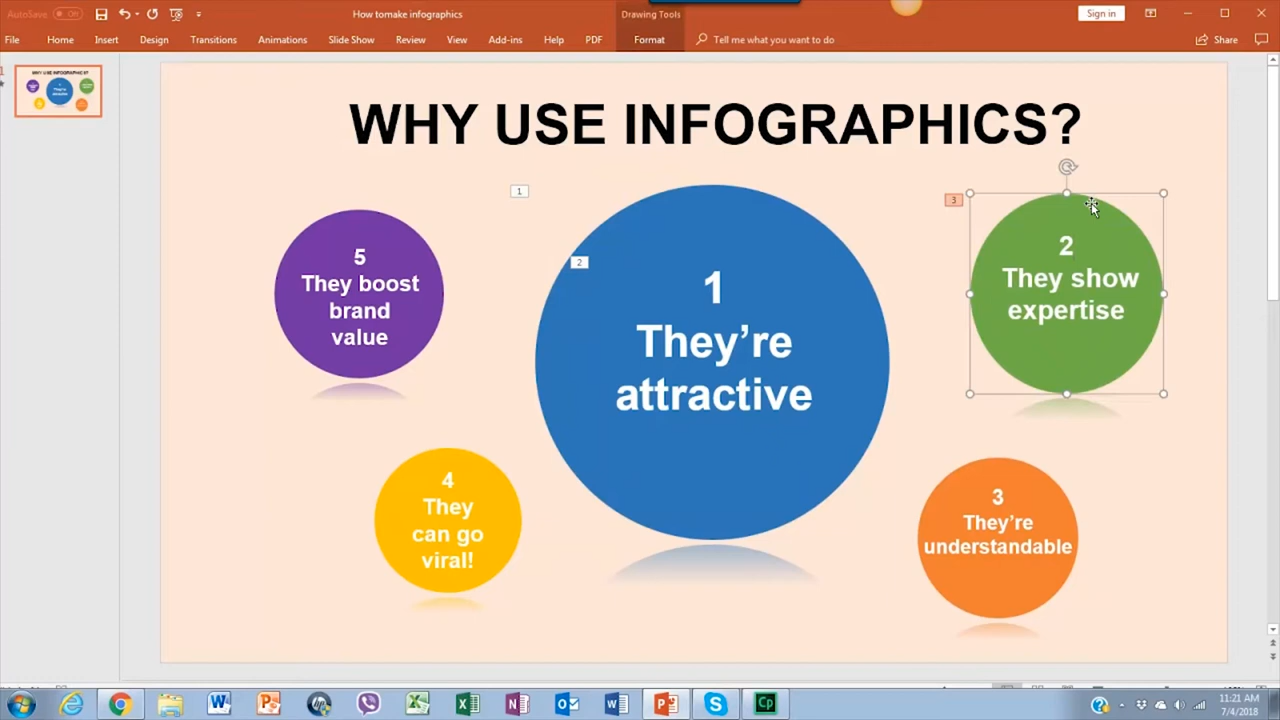 AutoSave Off
How tomake infographics
Drawing Tools
Sign in
File Home Insert Design Transitions Animations Slide Show Review View Add-ins Help PDF Format Tell me what you want to do Share
1
WHY USE INFOGRAPHICS?
1
2
3
5
They boost
brand
value
1
They’re
attractive
2
They show
expertise
4
They
can go
viral!
3
They’re
understandable
11:21 AM
7/4/2018